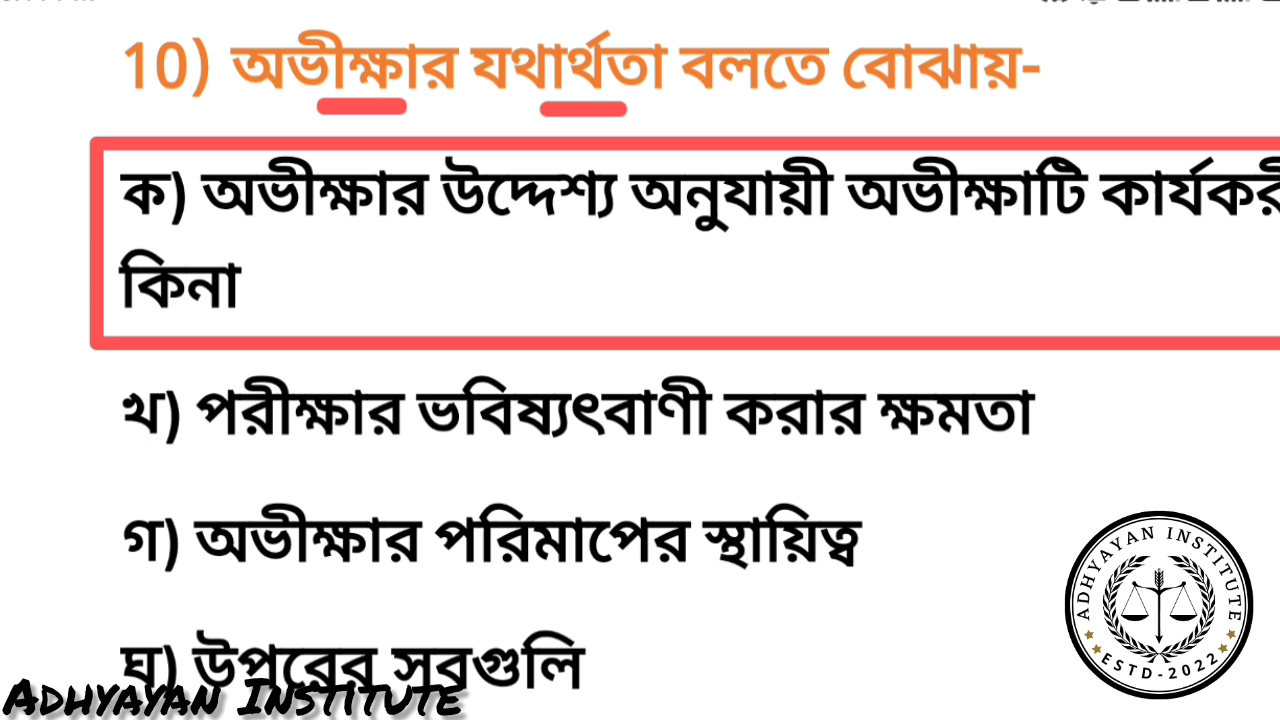 10) অভীক্ষার যথার্থতা বলতে বোঝায়-
ক) অভীক্ষার উদ্দেশ্য অনুযায়ী অভীক্ষাটি
কিনা
খ) পরীক্ষার ভবিষ্যৎবাণী করার ক্ষমতা
গ) অভীক্ষার পরিমাপের স্থায়িত্ব
ঘ) উপরের সবগুলি
ADHYAYAN INSTITUTE
ADHYAYAN INSTITUTE
ESTD-2022